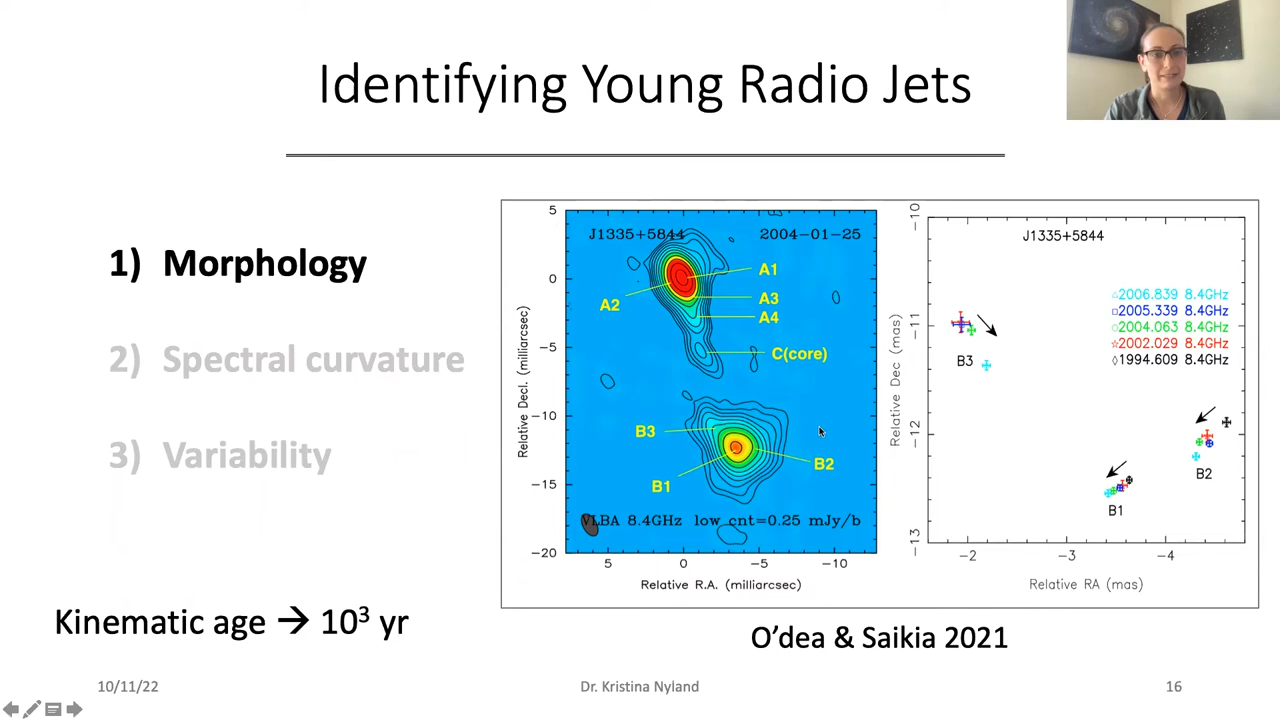 Identifying Young Radio Jets
1) Morphology
2) Spectral curvature
3) Variability
Kinematic age → 10³ yr
J1335+5844 2004-01-25
A1
A2
A3
A4
C(core)
B3
B2
B1
VLBA 8.4GHz low cnt=0.25 mJy/b
5
0
-5
-10
-15
-20
Relative Decl. (milliarcsec)
5 0 -5 -10
Relative R.A. (milliarcsec)
J1335+5844
2006.839 8.4GHz
2005.339 8.4GHz
2004.063 8.4GHz
2002.029 8.4GHz
1994.609 8.4GHz
B3
B2
B1
-10
-11
-12
-13
Relative Dec (mas)
-2 -3 -4
Relative RA (mas)
O'dea & Saikia 2021
10/11/22 Dr. Kristina Nyland 16